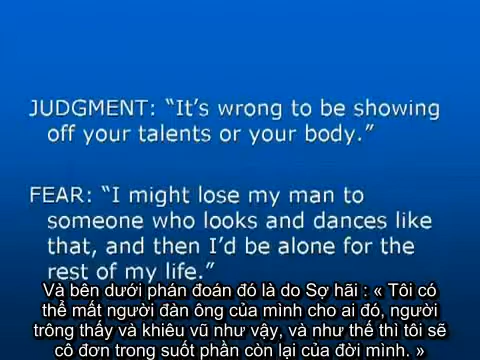 JUDGMENT: “It’s wrong to be showing
off your talents or your body.”
FEAR: “I might lose my man to
someone who looks and dances like
that, and then I’d be alone for the
rest of my life.”
Và bên dưới phán đoán đó là do Sợ hãi : « Tôi có
thể mất người đàn ông của mình cho ai đó, người
trông thấy và khiêu vũ như vậy, và như thế thì tôi sẽ
cô đơn trong suốt phần còn lại của đời mình. »